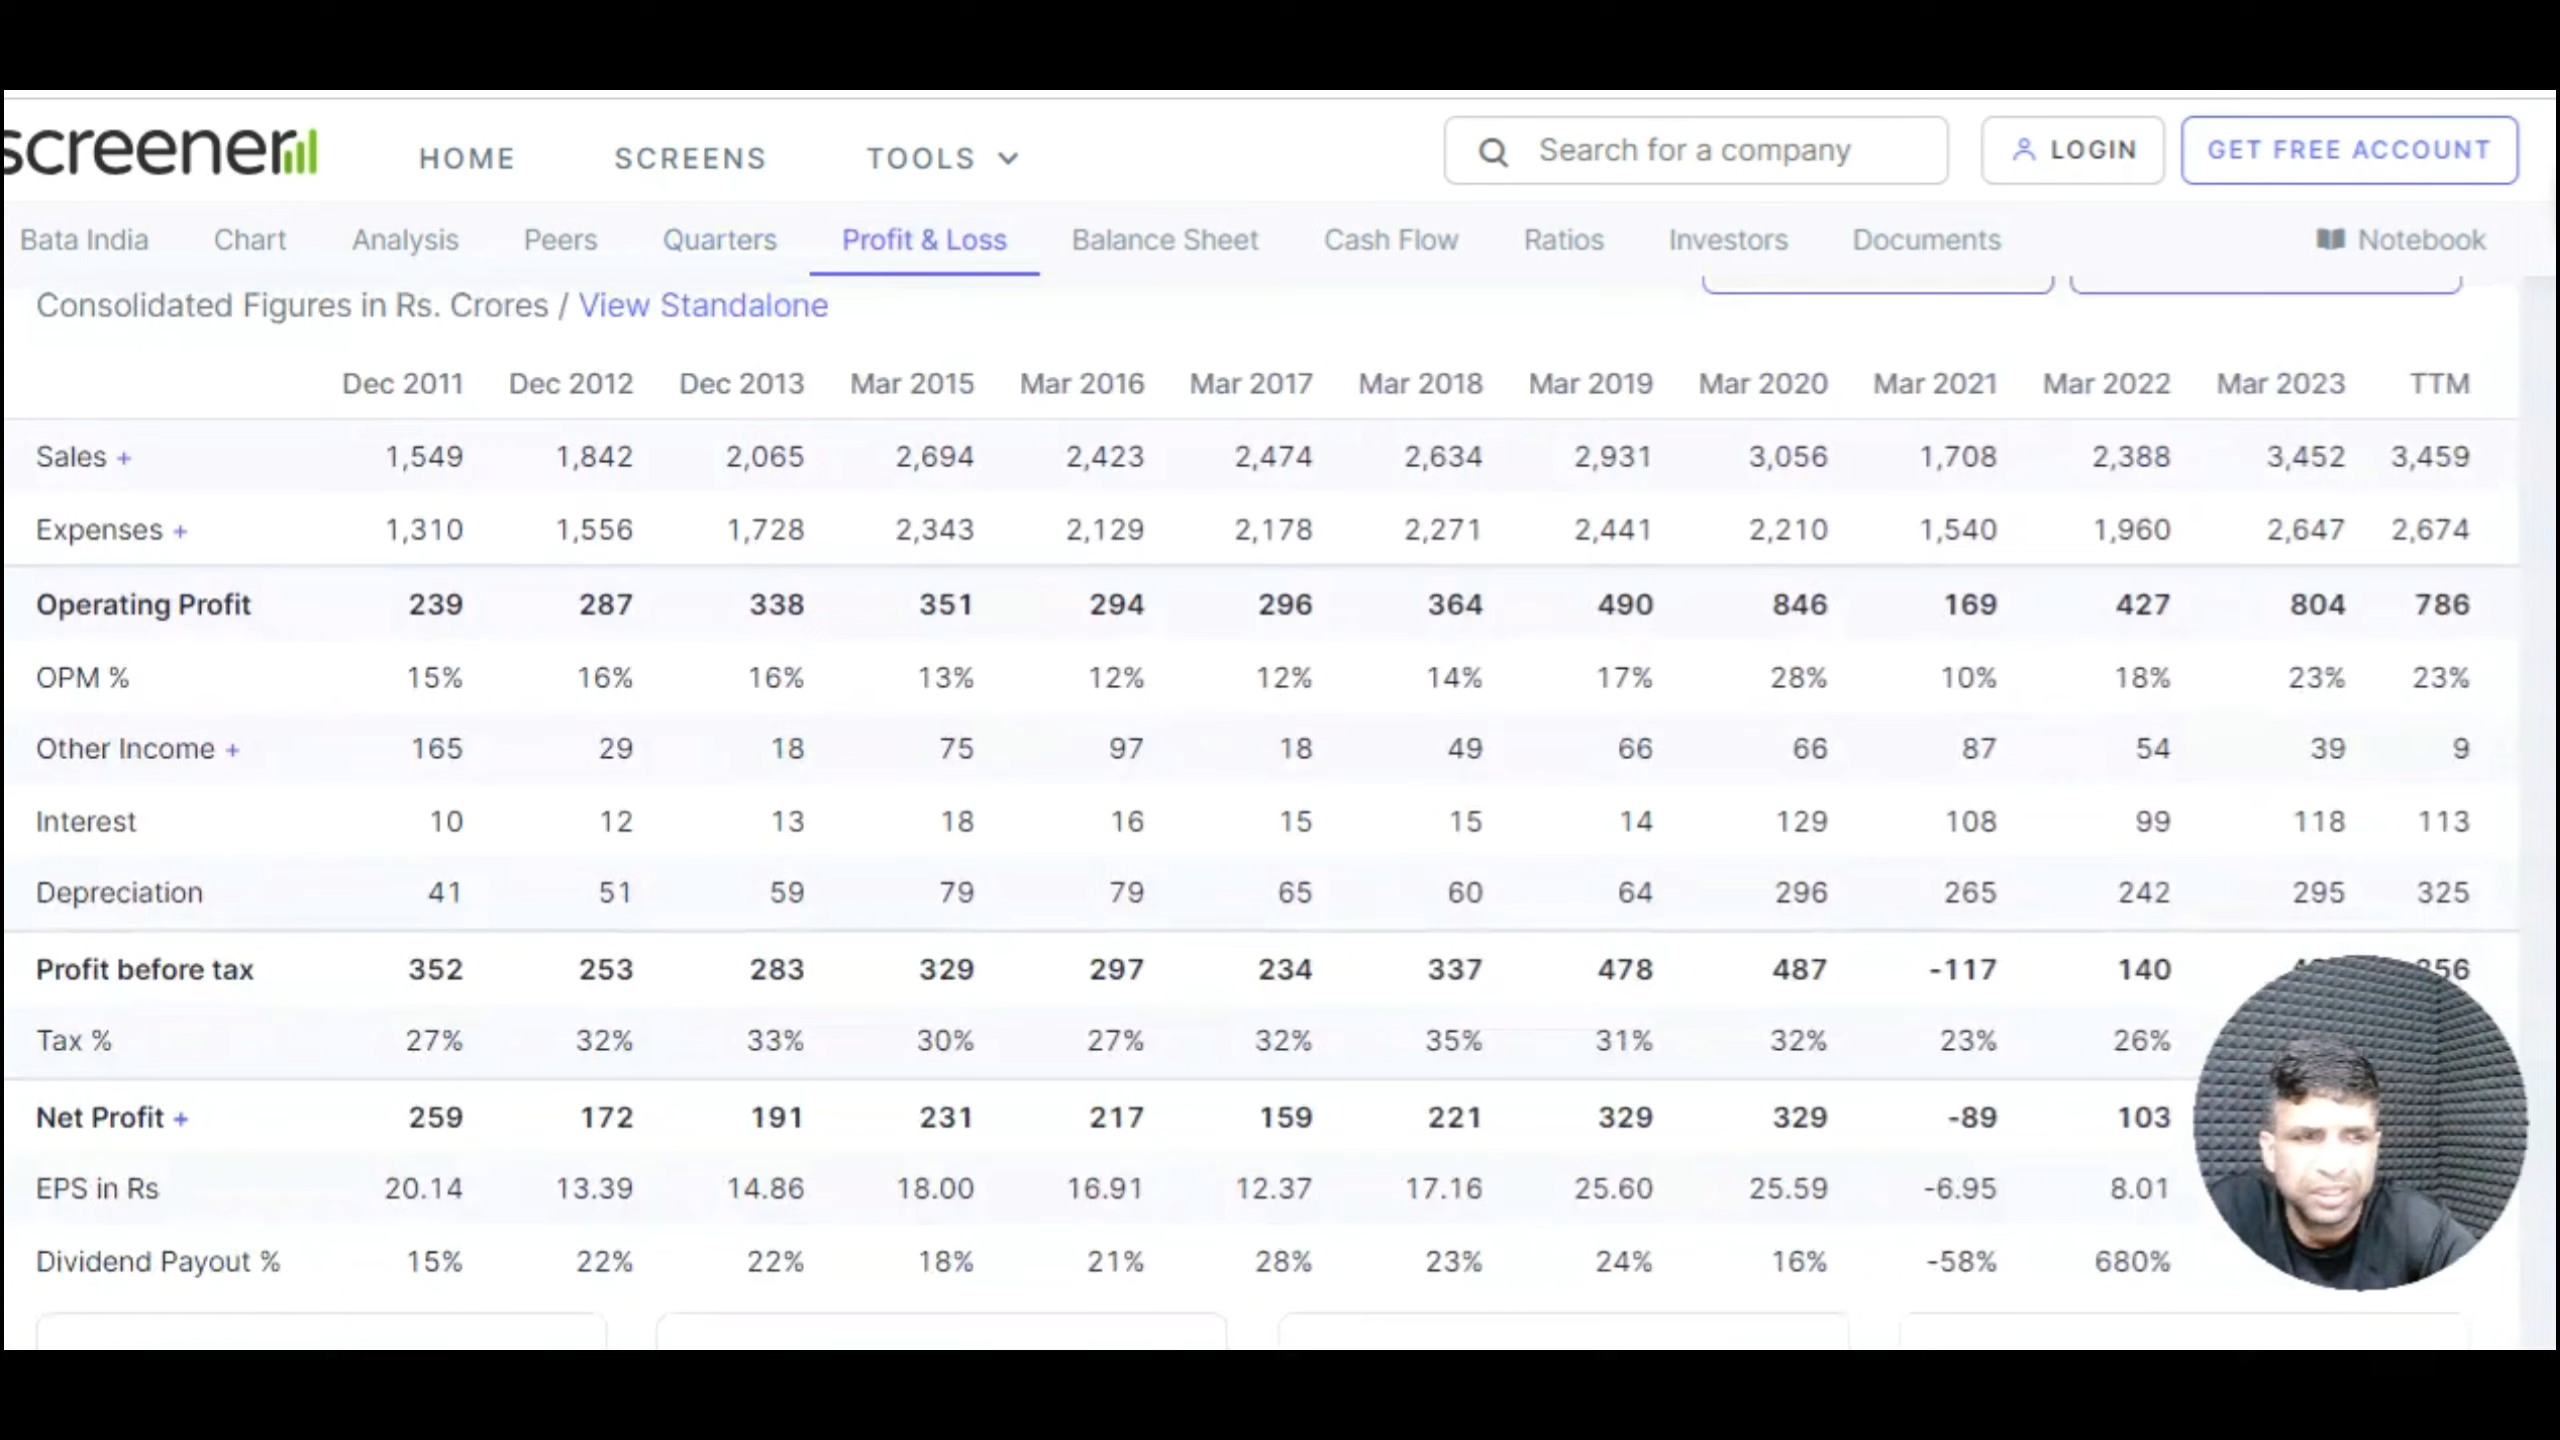 screener HOME SCREENS TOOLS Search for a company LOGIN GET FREE ACCOUNT
Bata India Chart Analysis Peers Quarters Profit & Loss Balance Sheet Cash Flow Ratios Investors Documents Notebook
Consolidated Figures in Rs. Crores / View Standalone
Dec 2011 Dec 2012 Dec 2013 Mar 2015 Mar 2016 Mar 2017 Mar 2018 Mar 2019 Mar 2020 Mar 2021 Mar 2022 Mar 2023 TTM
Sales + 1,549 1,842 2,065 2,694 2,423 2,474 2,634 2,931 3,056 1,708 2,388 3,452 3,459
Expenses + 1,310 1,556 1,728 2,343 2,129 2,178 2,271 2,441 2,210 1,540 1,960 2,647 2,674
Operating Profit 239 287 338 351 294 296 364 490 846 169 427 804 786
OPM % 15% 16% 16% 13% 12% 12% 14% 17% 28% 10% 18% 23% 23%
Other Income + 165 29 18 75 97 18 49 66 66 87 54 39 9
Interest 10 12 13 18 16 15 15 14 129 108 99 118 113
Depreciation 41 51 59 79 79 65 60 64 296 265 242 295 325
Profit before tax 352 253 283 329 297 234 337 478 487 -117 140
Tax % 27% 32% 33% 30% 27% 32% 35% 31% 32% 23% 26%
Net Profit + 259 172 191 231 217 159 221 329 329 -89 103
EPS in Rs 20.14 13.39 14.86 18.00 16.91 12.37 17.16 25.60 25.59 -6.95 8.01
Dividend Payout % 15% 22% 22% 18% 21% 28% 23% 24% 16% -58% 680%